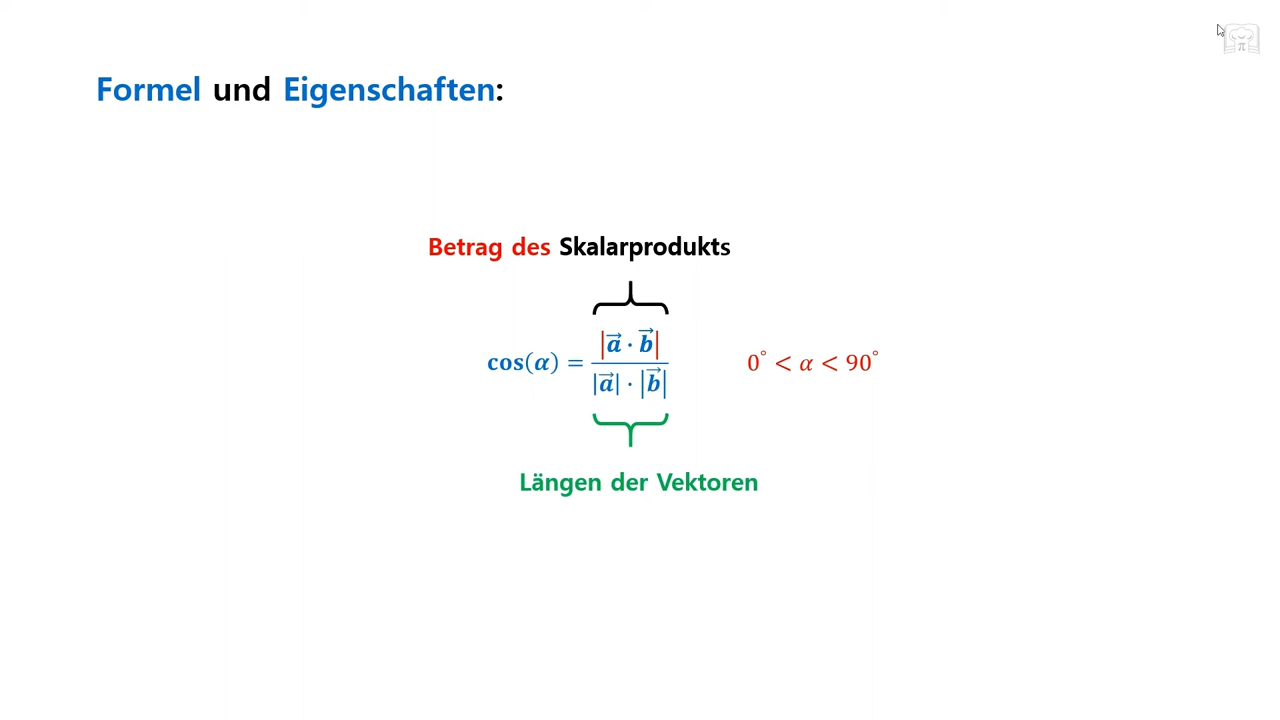 Formel und Eigenschaften:
Betrag des Skalarprodukts
cos(α) = |a⃗ · b⃗| / |a⃗| · |b⃗|
0° < α < 90°
Längen der Vektoren